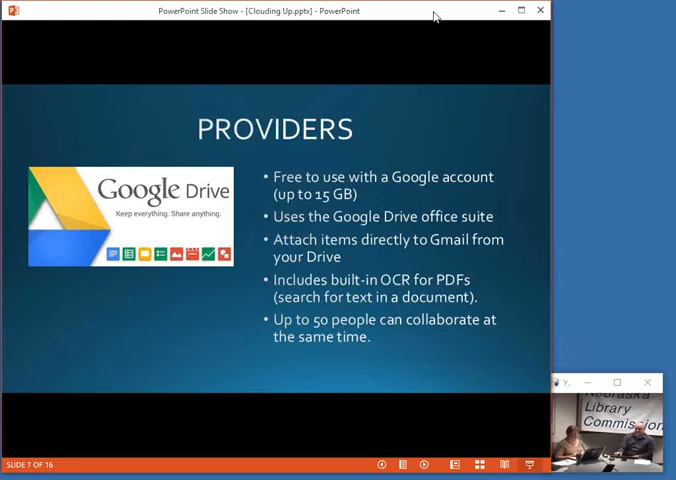 PowerPoint Slide Show - [Clouding Up.pptx] - PowerPoint
PROVIDERS
Google Drive
Keep everything. Share anything.
• Free to use with a Google account
(up to 15 GB)
• Uses the Google Drive office suite
• Attach items directly to Gmail from
your Drive
• Includes built-in OCR for PDFs
(search for text in a document).
• Up to 50 people can collaborate at
the same time.
Y...
Nebraska
Library
Commission
SLIDE 7 OF 16